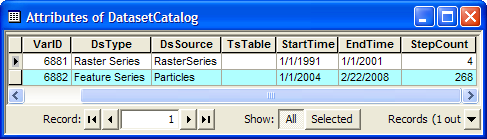 Attributes of DatasetCatalog
VarID DsType DsSource TsTable StartTime EndTime StepCount
6881 Raster Series RasterSeries 1/1/1991 1/1/2001 4
6882 Feature Series Particles 1/1/2004 2/22/2008 268
Record: 1 Show: All Selected Records (1 out